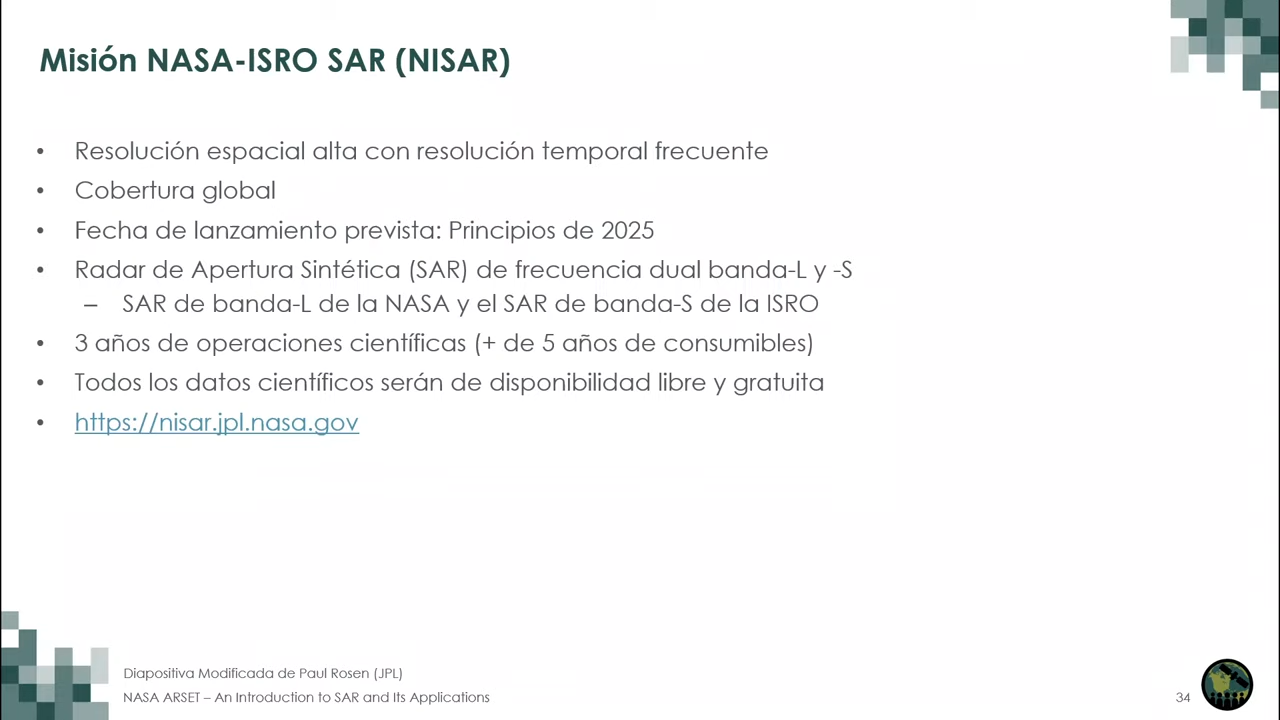 Misión NASA-ISRO SAR (NISAR)
• Resolución espacial alta con resolución temporal frecuente
• Cobertura global
• Fecha de lanzamiento prevista: Principios de 2025
• Radar de Apertura Sintética (SAR) de frecuencia dual banda-L y -S
– SAR de banda-L de la NASA y el SAR de banda-S de la ISRO
• 3 años de operaciones científicas (+ de 5 años de consumibles)
• Todos los datos científicos serán de disponibilidad libre y gratuita
• https://nisar.jpl.nasa.gov
Diapositiva Modificada de Paul Rosen (JPL)
NASA ARSET – An Introduction to SAR and Its Applications
34